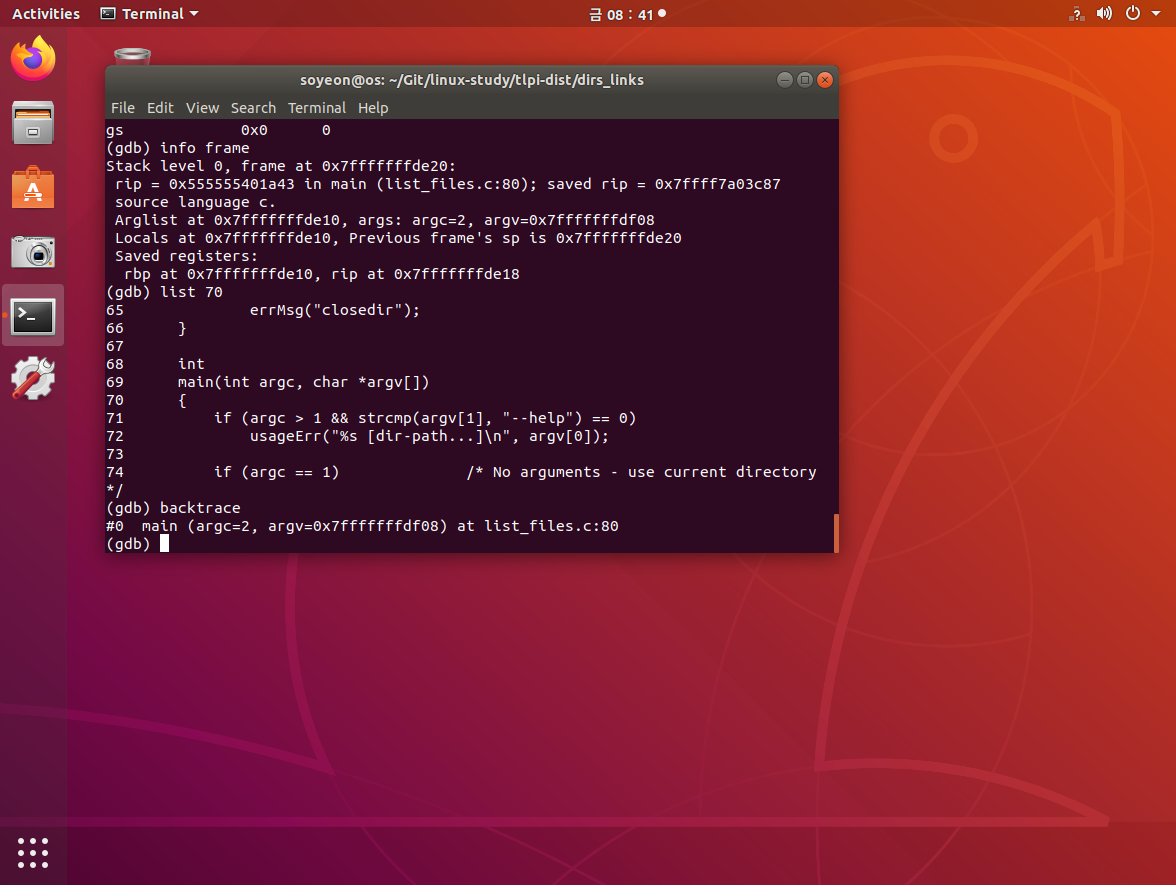 Activities Terminal 금 08 : 41
soyeon@os: ~/Git/linux-study/tlpi-dist/dirs_links
File Edit View Search Terminal Help
gs             0x0      0
(gdb) info frame
Stack level 0, frame at 0x7fffffffde20:
 rip = 0x555555401a43 in main (list_files.c:80); saved rip = 0x7ffff7a03c87
 source language c.
 Arglist at 0x7fffffffde10, args: argc=2, argv=0x7fffffffdf08
 Locals at 0x7fffffffde10, Previous frame's sp is 0x7fffffffde20
 Saved registers:
  rbp at 0x7fffffffde10, rip at 0x7fffffffde18
(gdb) list 70
65              errMsg("closedir");
66      }
67
68      int
69      main(int argc, char *argv[])
70      {
71          if (argc > 1 && strcmp(argv[1], "--help") == 0)
72              usageErr("%s [dir-path...]\n", argv[0]);
73
74          if (argc == 1)              /* No arguments - use current directory
*/
(gdb) backtrace
#0  main (argc=2, argv=0x7fffffffdf08) at list_files.c:80
(gdb)